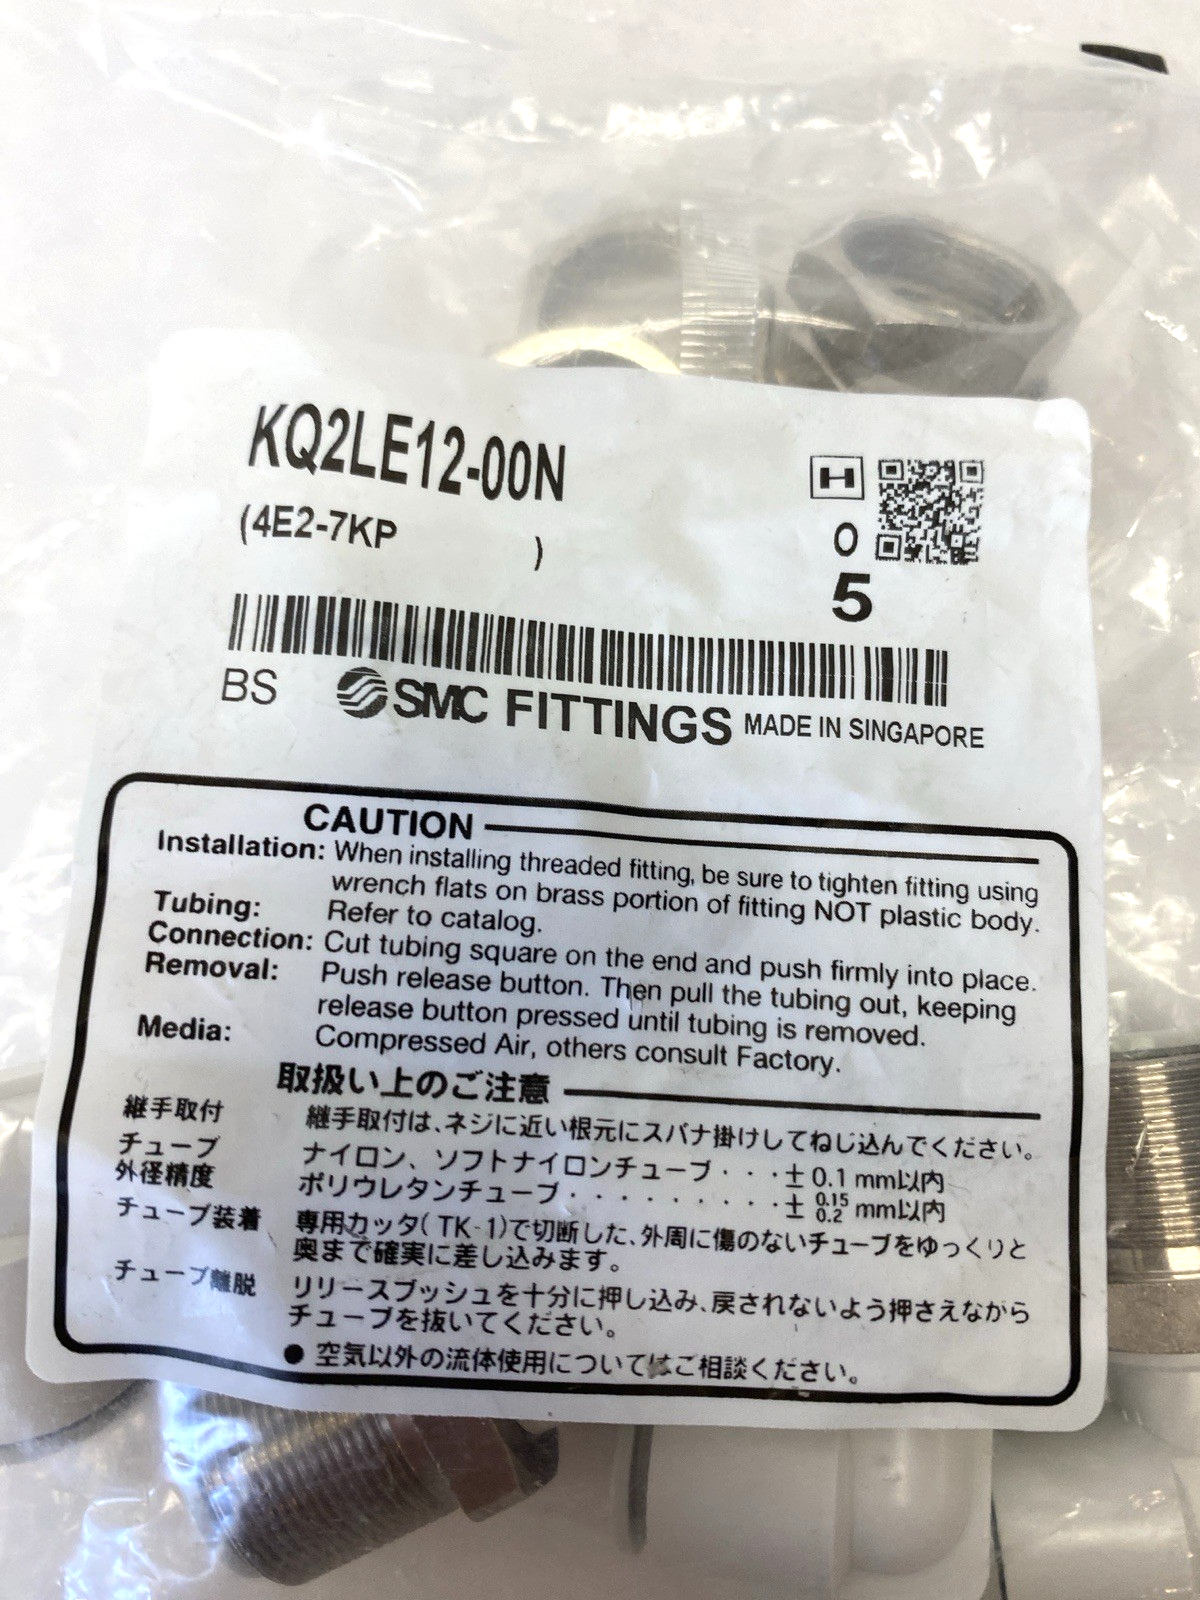 KQ2LE12-00N
(4E2-7KP )
H
0
5
BS SMC FITTINGS MADE IN SINGAPORE
CAUTION
Installation: When installing threaded fitting, be sure to tighten fitting using
wrench flats on brass portion of fitting NOT plastic body.
Tubing: Refer to catalog.
Connection: Cut tubing square on the end and push firmly into place.
Removal: Push release button. Then pull the tubing out, keeping
release button pressed until tubing is removed.
Media: Compressed Air, others consult Factory.
取扱い上のご注意
継手取付 継手取付は、ネジに近い根元にスパナ掛けしてねじ込んでください。
チューブ ナイロン、ソフトナイロンチューブ・・・± 0.1 mm以内
外径精度 ポリウレタンチューブ・・・・・・・・・± 0.15 0.2 mm以内
チューブ装着 専用カッタ(TK-1)で切断した、外周に傷のないチューブをゆっくりと
奥まで確実に差し込みます。
チューブ離脱 リリースブッシュを十分に押し込み、戻されないよう押さえながら
チューブを抜いてください。
● 空気以外の流体使用についてはご相談ください。